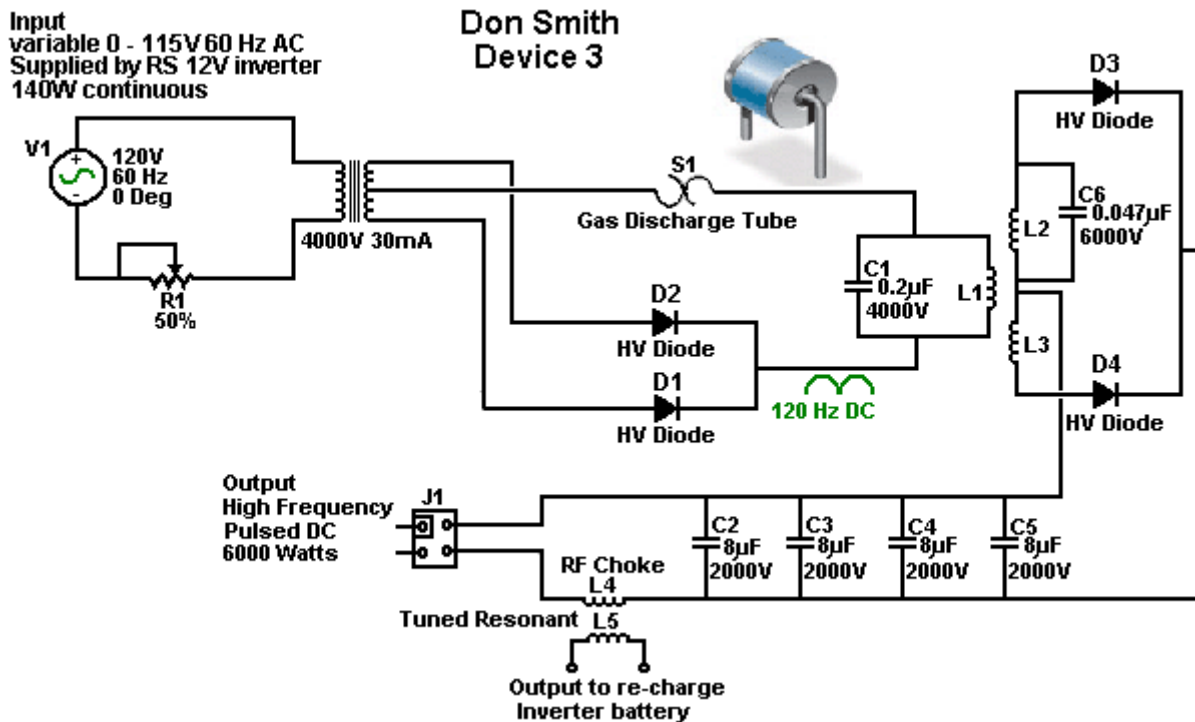 Don Smith
Device 3
Input
variable 0 - 115V 60 Hz AC
Supplied by RS 12V inverter
140W continuous
V1
120V
60 Hz
0 Deg
R1
50%
4000V 30mA
S1
Gas Discharge Tube
D2
HV Diode
D1
HV Diode
120 Hz DC
C1
0.2µF
4000V
L1
L2
L3
C6
0.047µF
6000V
D3
HV Diode
D4
HV Diode
Output
High Frequency
Pulsed DC
6000 Watts
J1
C2
8µF
2000V
C3
8µF
2000V
C4
8µF
2000V
C5
8µF
2000V
RF Choke
L4
Tuned Resonant
L5
Output to re-charge
Inverter battery